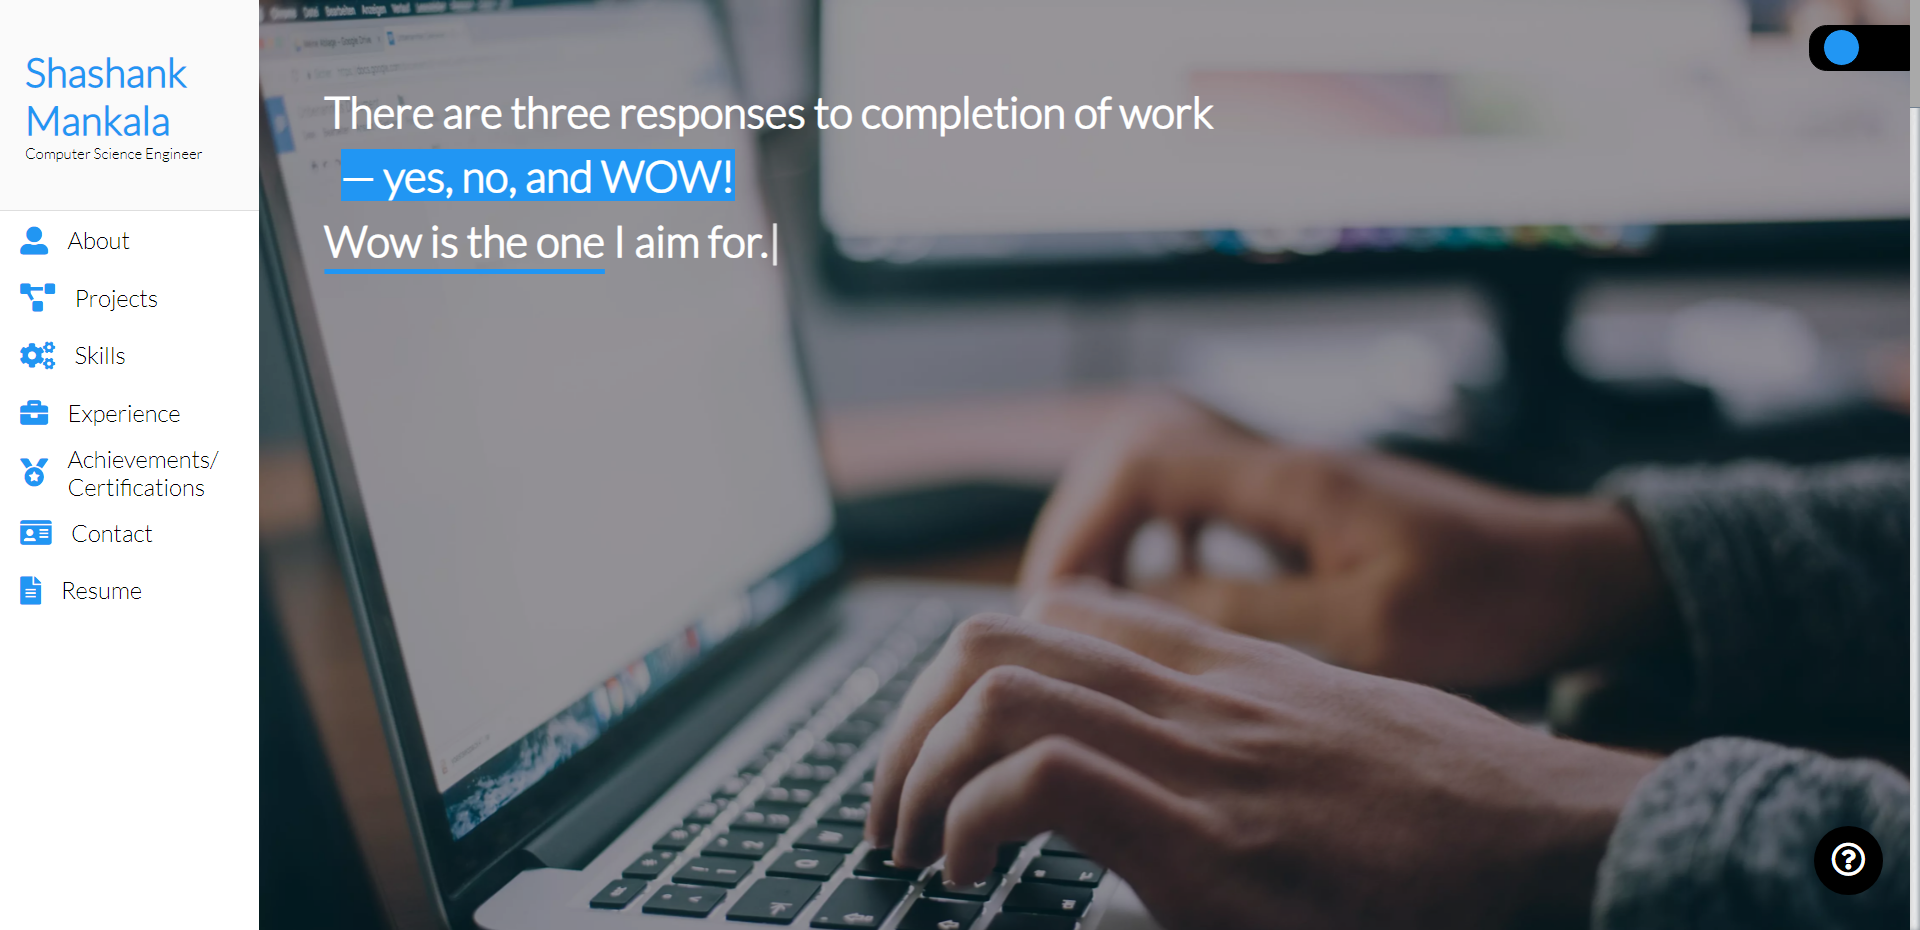 Shashank
Mankala
Computer Science Engineer
About
Projects
Skills
Experience
Achievements/
Certifications
Contact
Resume
There are three responses to completion of work
— yes, no, and WOW!
Wow is the one I aim for.|